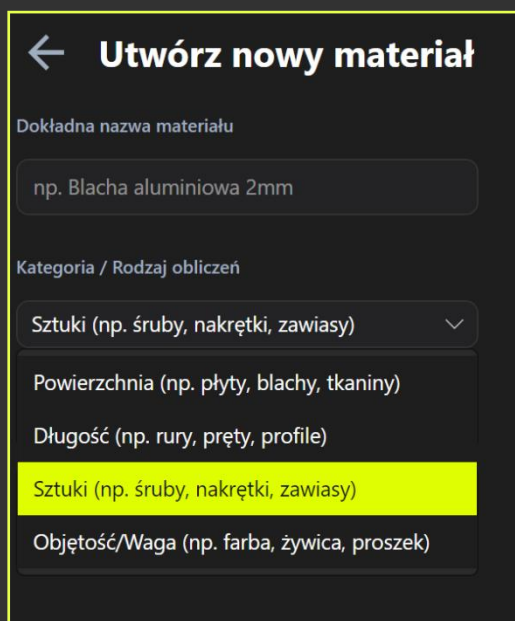 Utwórz nowy materiał
Dokładna nazwa materiału
np. Blacha aluminiowa 2mm
Kategoria / Rodzaj obliczeń
Sztuki (np. śruby, nakrętki, zawiasy)
Powierzchnia (np. płyty, blachy, tkaniny)
Długość (np. rury, pręty, profile)
Sztuki (np. śruby, nakrętki, zawiasy)
Objętość/Waga (np. farba, żywica, proszek)